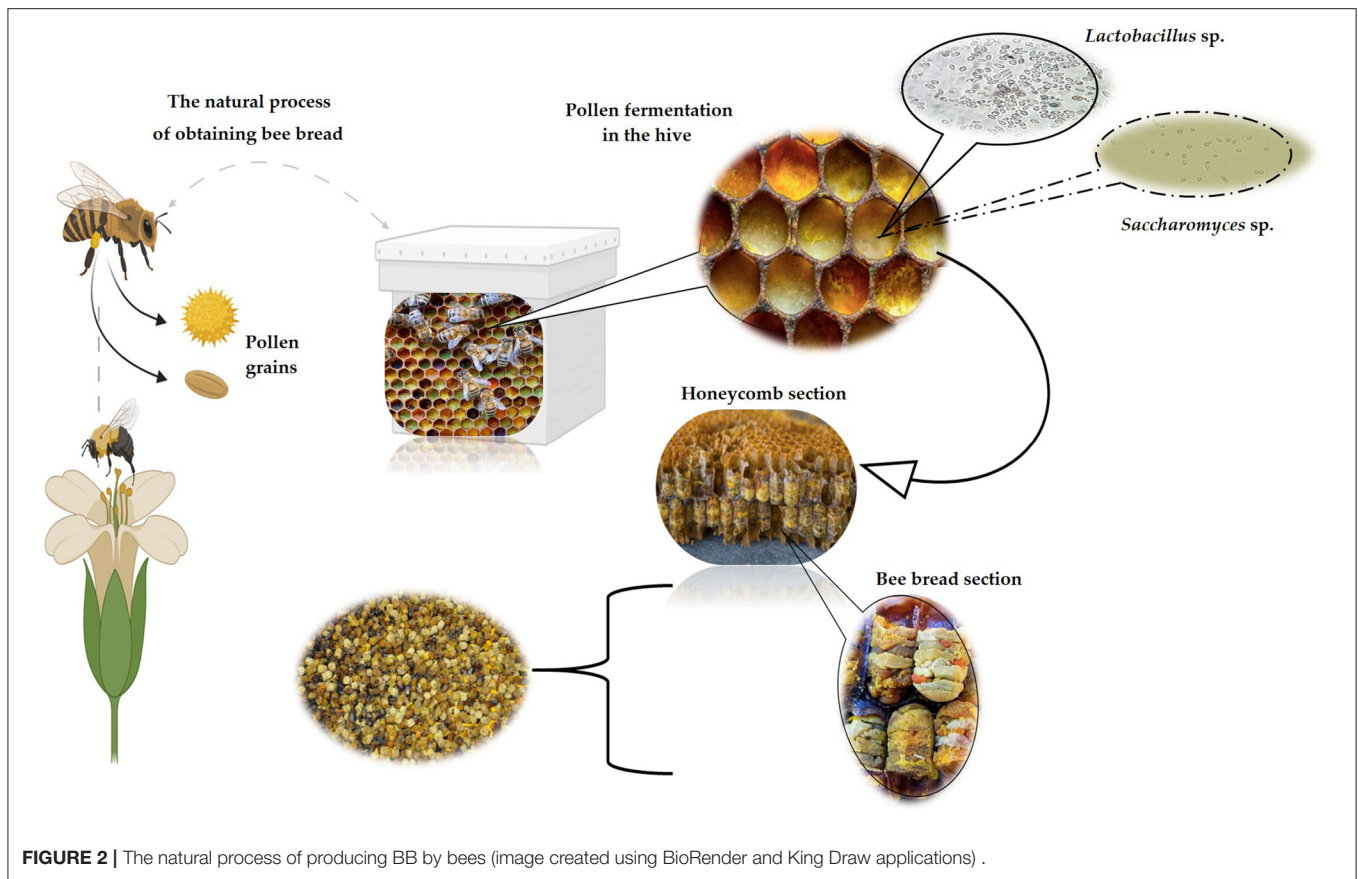 The natural process
of obtaining bee bread
Pollen fermentation
in the hive
Lactobacillus sp.
Saccharomyces sp.
Pollen
grains
Honeycomb section
Bee bread section
FIGURE 2 | The natural process of producing BB by bees (image created using BioRender and King Draw applications) .